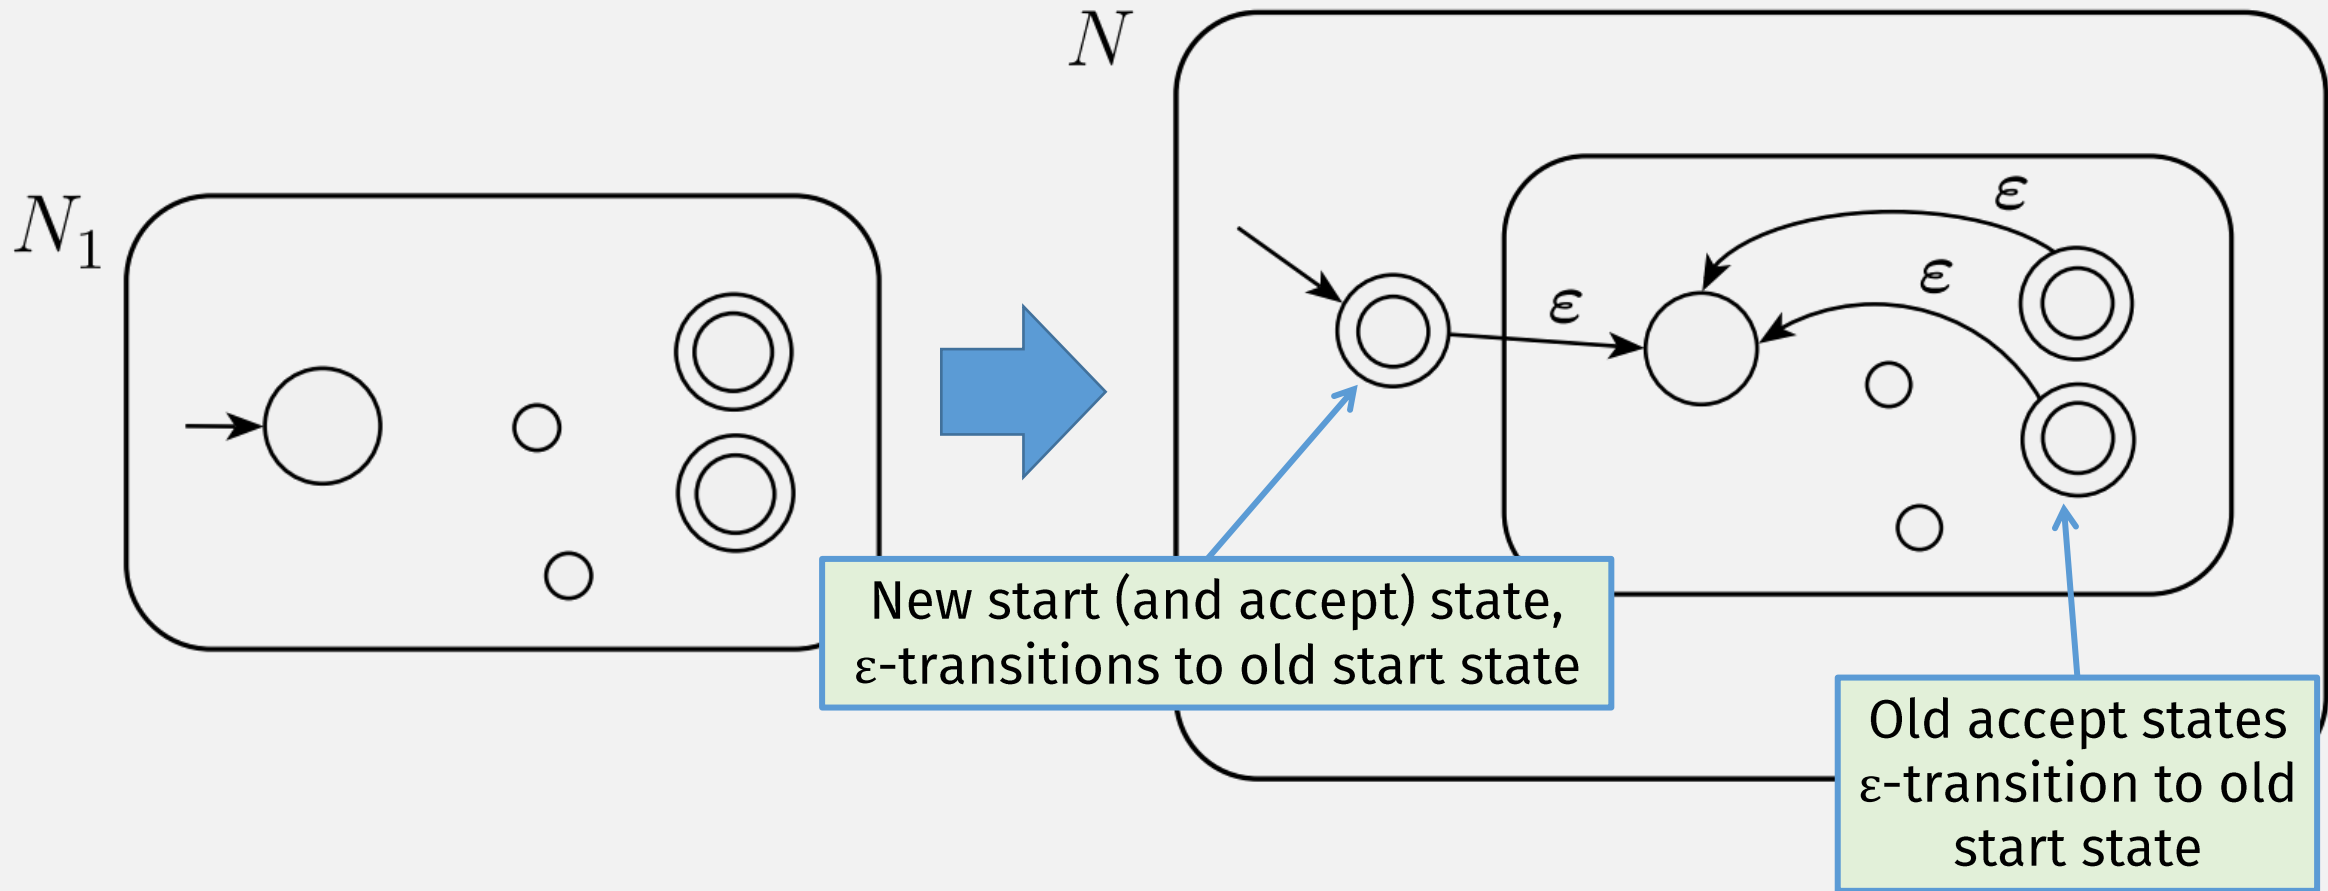 N
N₁
ε
ε
ε
New start (and accept) state,
ε-transitions to old start state
Old accept states
ε-transition to old
start state